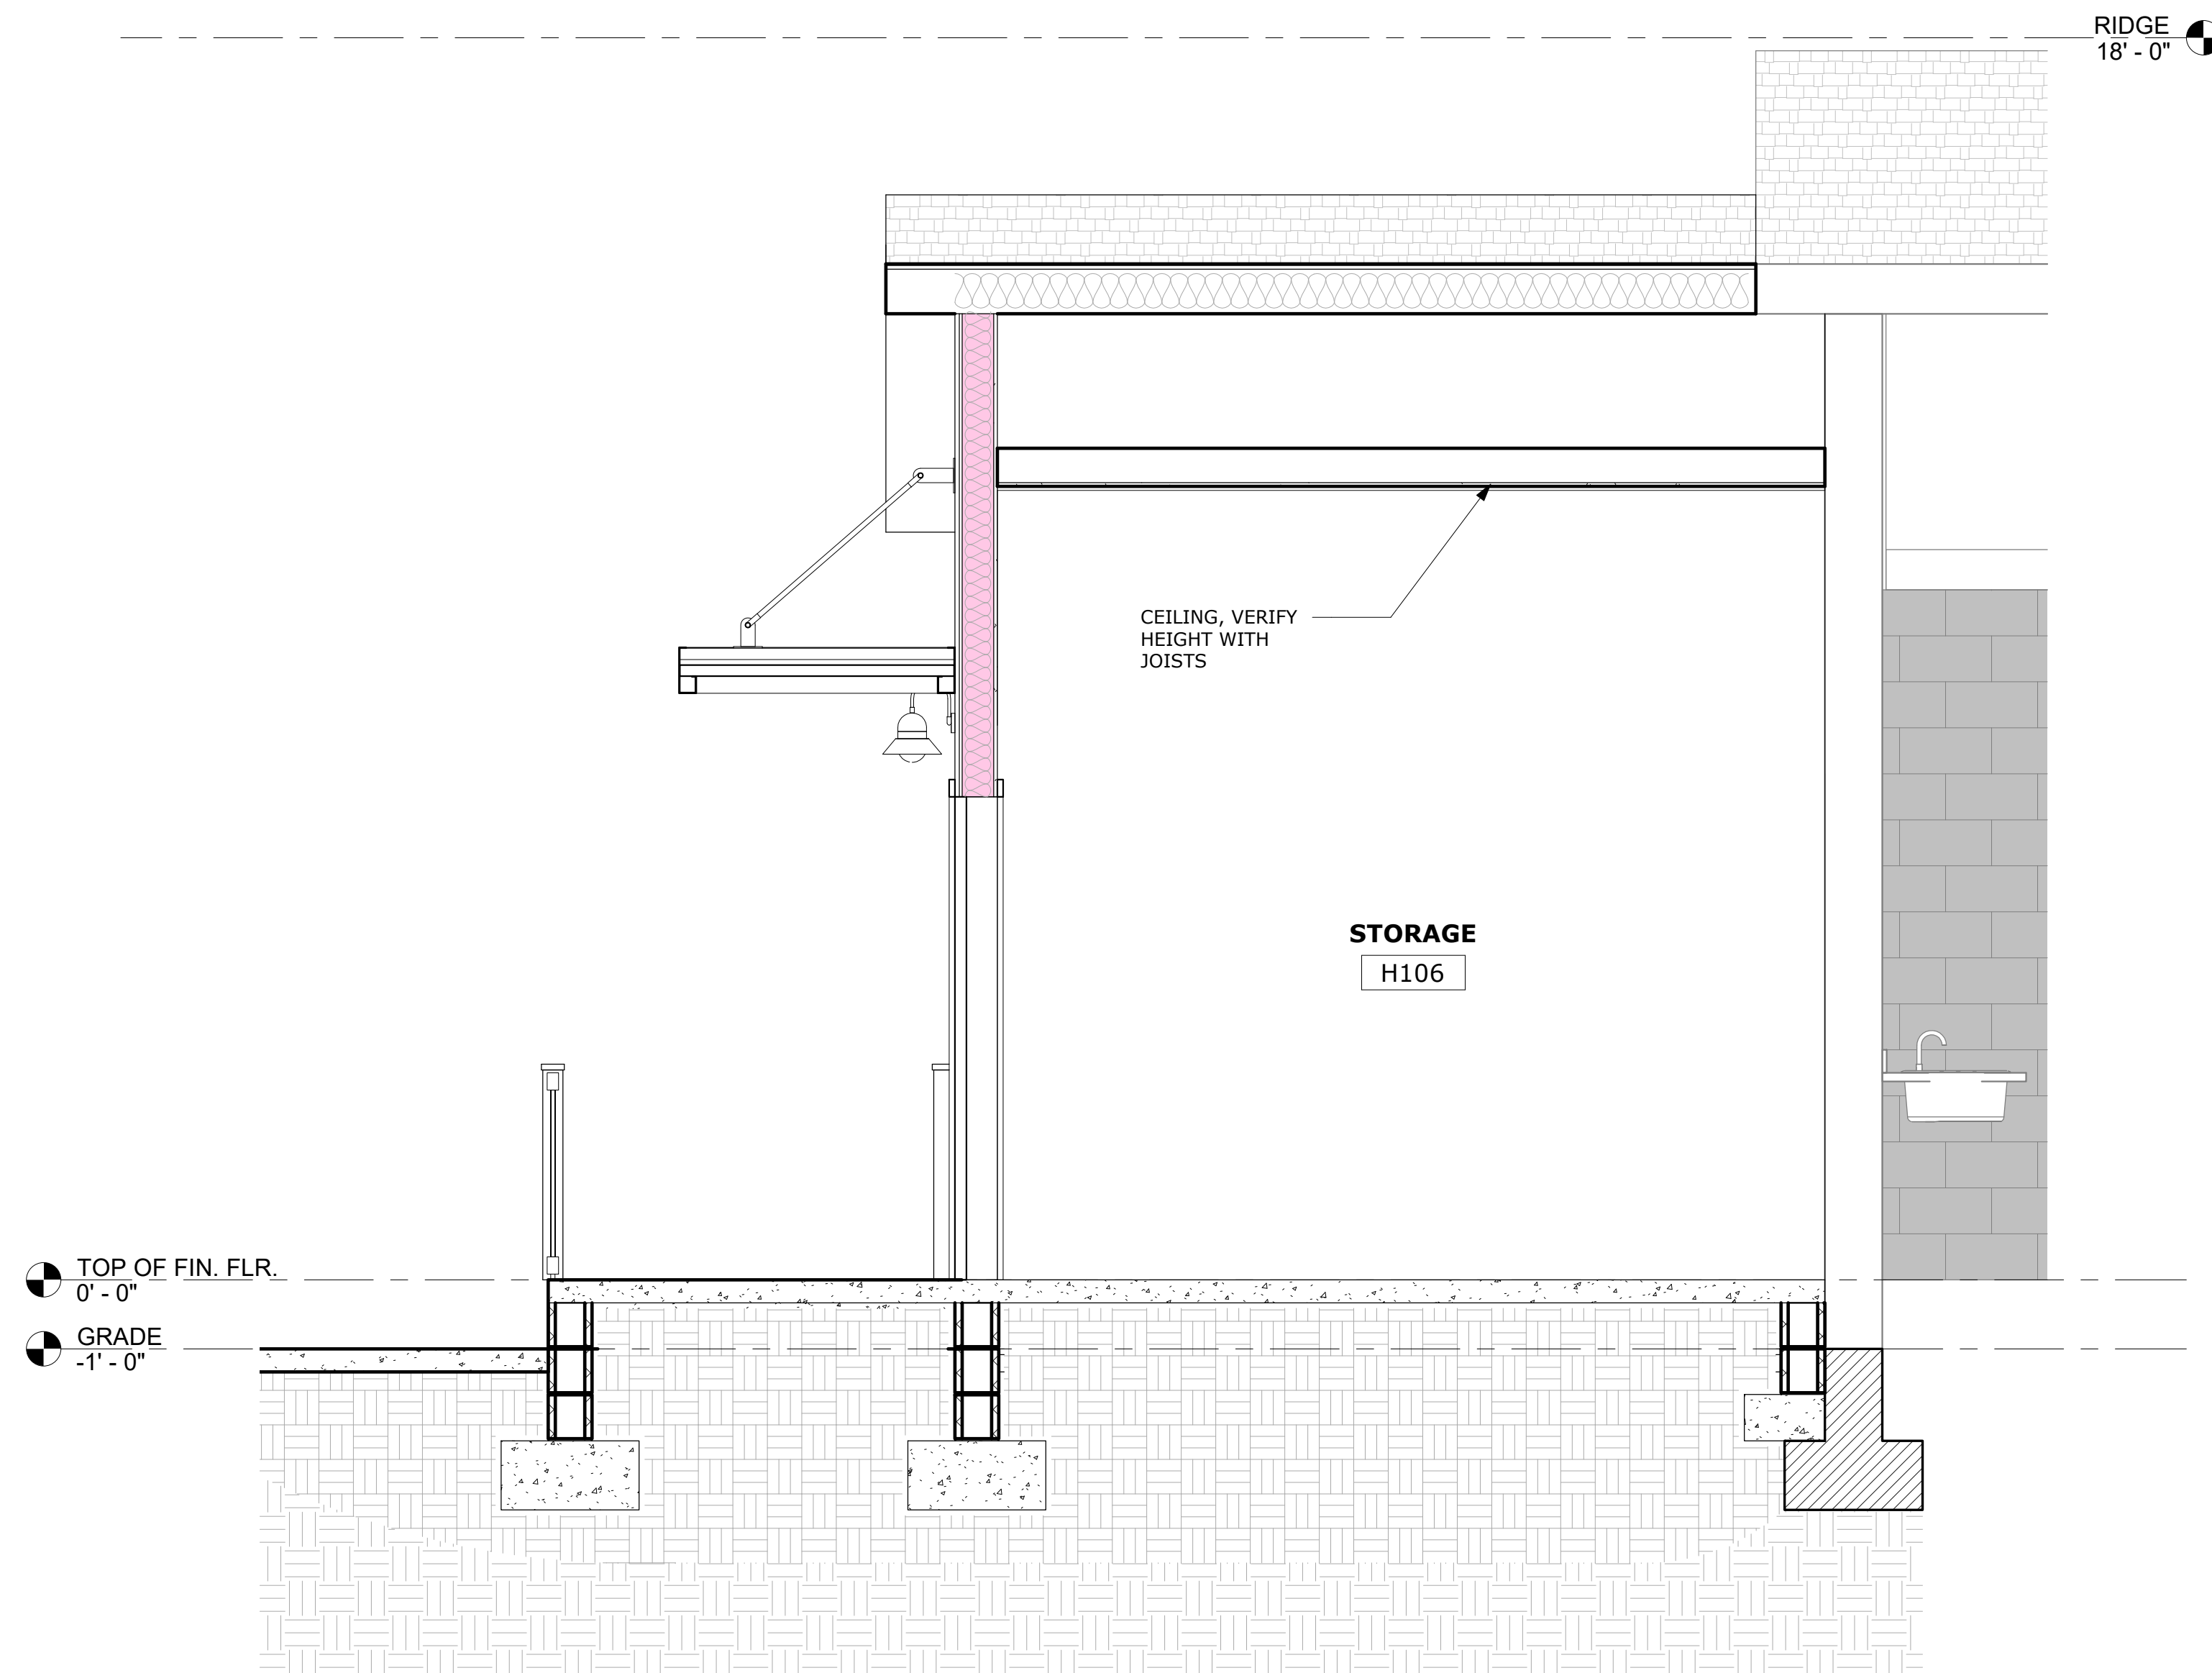 RIDGE
18' - 0"
CEILING, VERIFY
HEIGHT WITH
JOISTS
STORAGE
H106
TOP OF FIN. FLR.
0' - 0"
GRADE
-1' - 0"